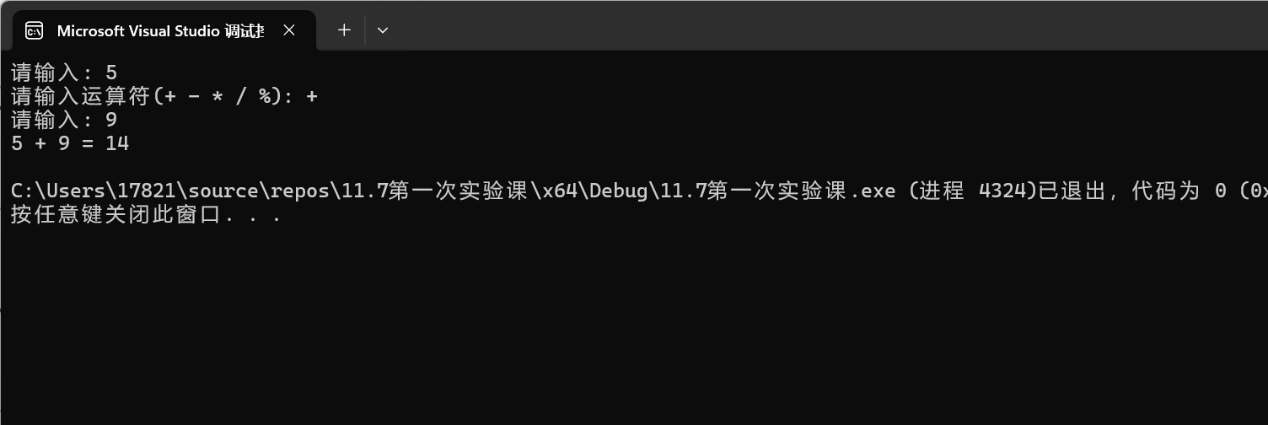 Microsoft Visual Studio 调试
请输入: 5
请输入运算符(+ - * / %): +
请输入: 9
5 + 9 = 14
C:\Users\17821\source\repos\11.7第一次实验课\x64\Debug\11.7第一次实验课.exe (进程 4324)已退出，代码为 0 (0x
按任意键关闭此窗口. . .